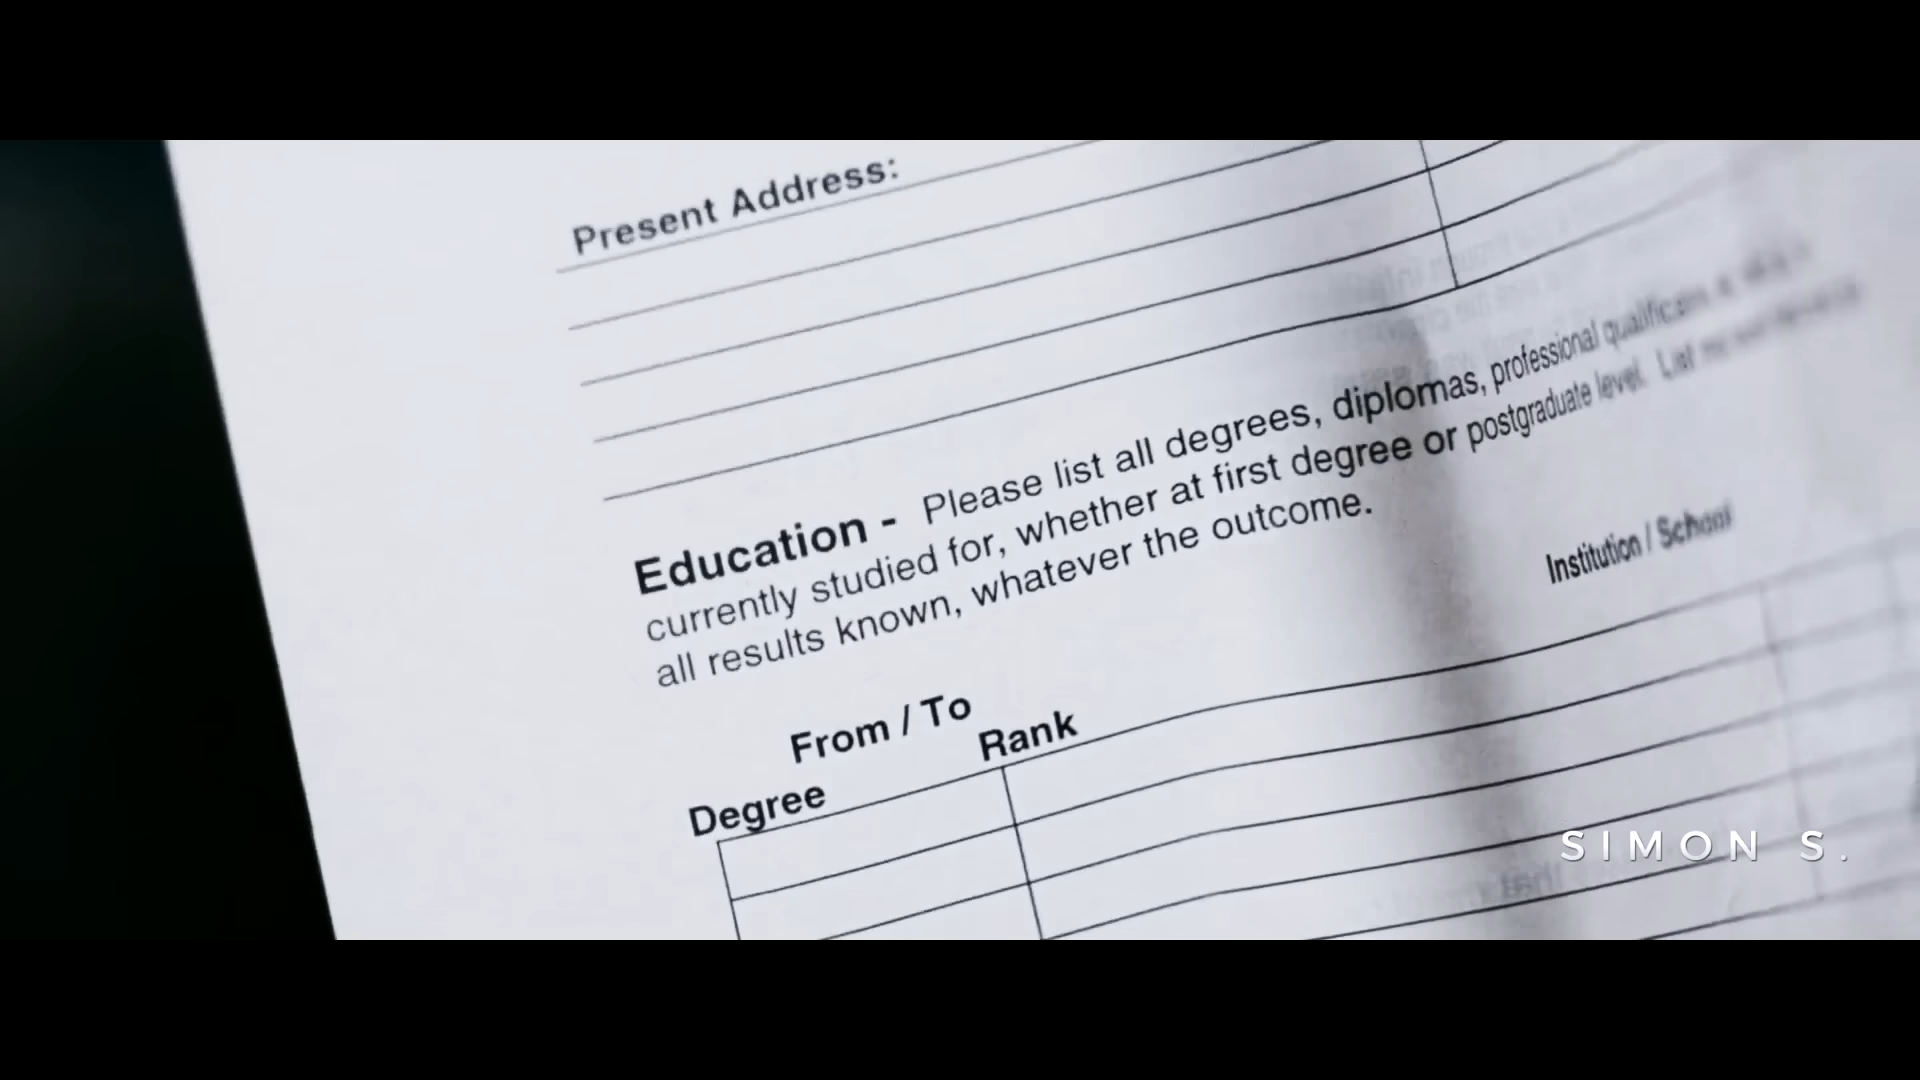 Present Address:
Education - Please list all degrees, diplomas, professional
currently studied for, whether at first degree or postgraduate level. List
all results known, whatever the outcome.
Institution / School
From / To
Rank
Degree
SIMON S.